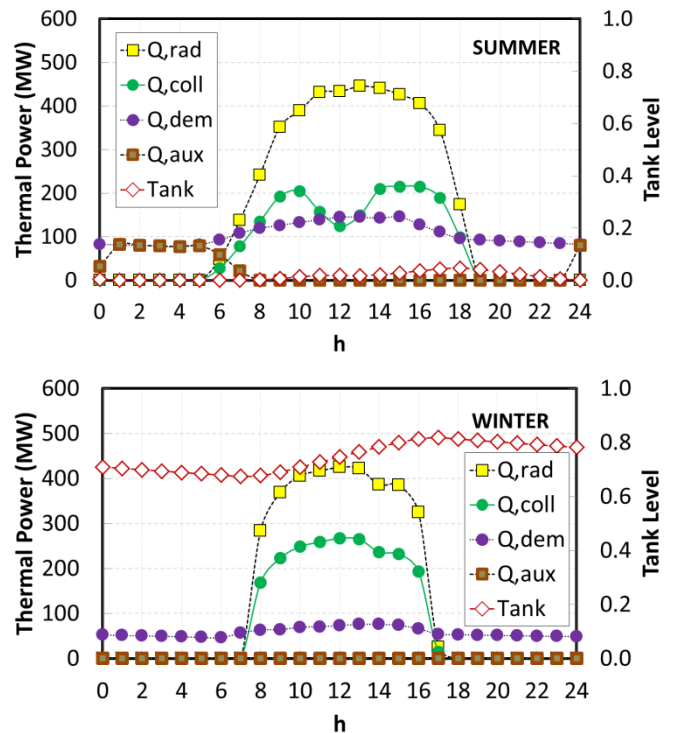 SUMMER
Thermal Power (MW)
Tank Level
600
500
400
300
200
100
0
1.0
0.8
0.6
0.4
0.2
0.0
Q,rad
Q,coll
Q,dem
Q,aux
Tank
0 2 4 6 8 10 12 14 16 18 20 22 24
h
WINTER
Thermal Power (MW)
Tank Level
600
500
400
300
200
100
0
1.0
0.8
0.6
0.4
0.2
0.0
Q,rad
Q,coll
Q,dem
Q,aux
Tank
0 2 4 6 8 10 12 14 16 18 20 22 24
h